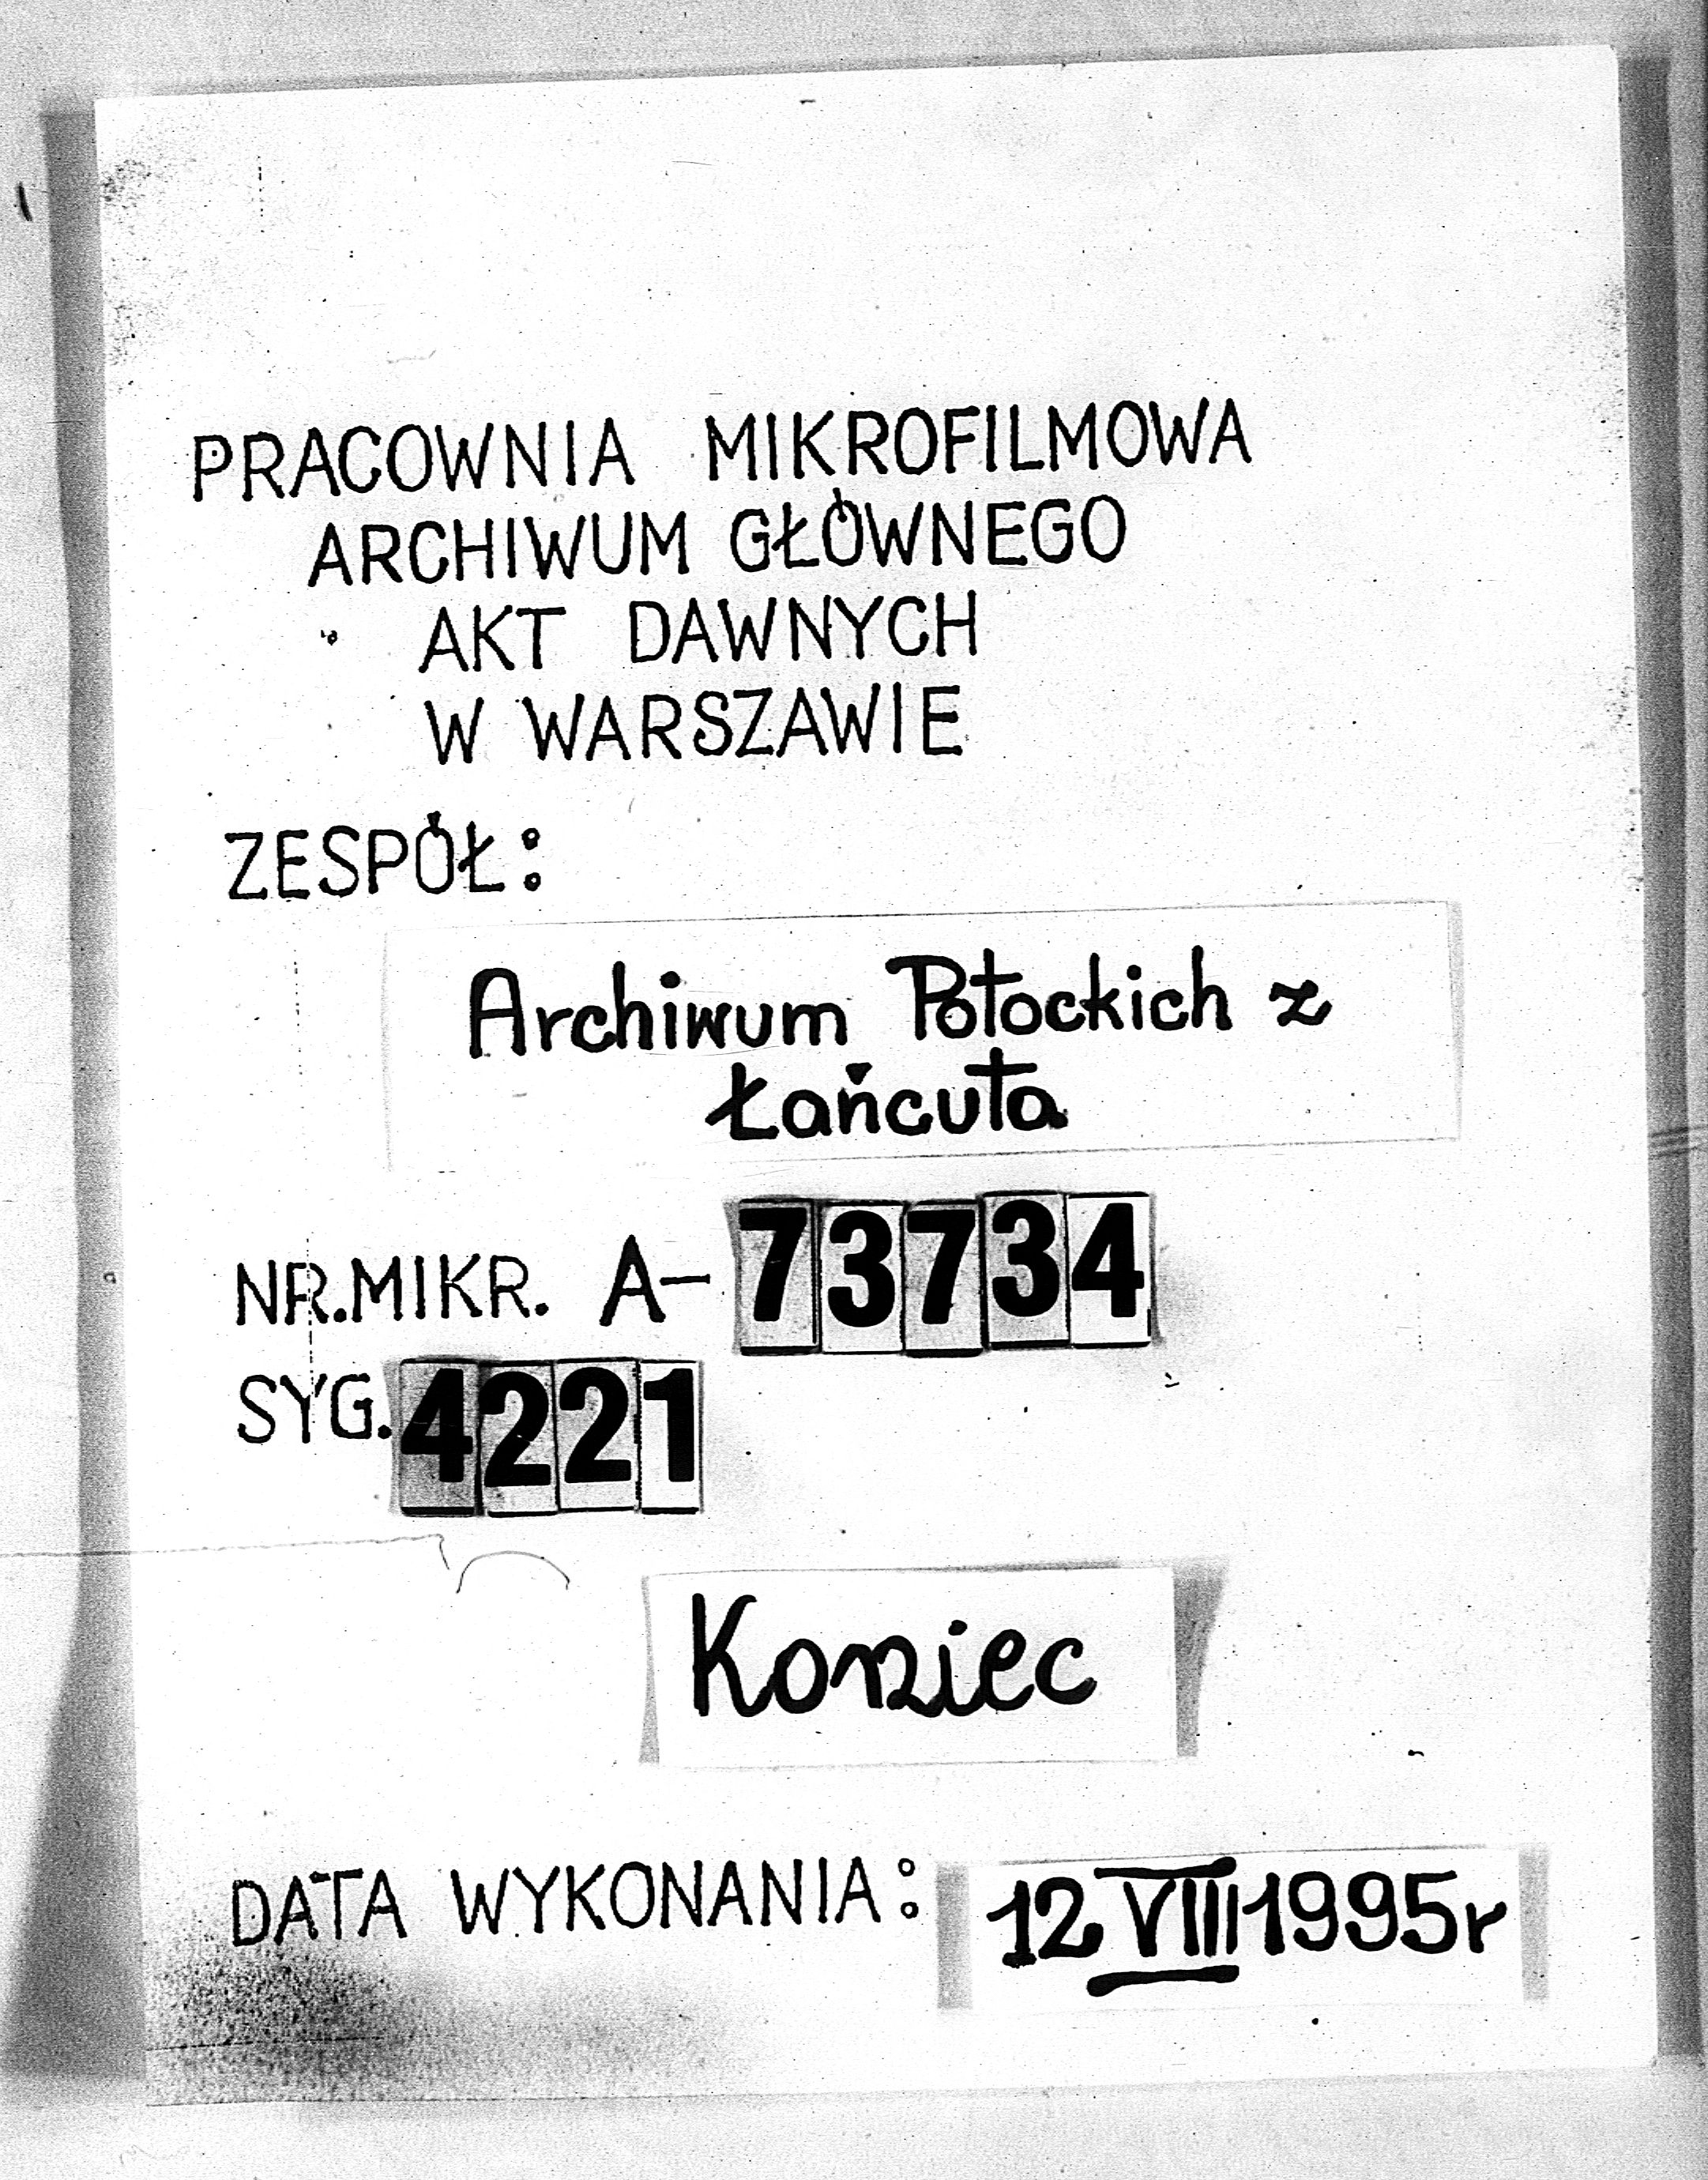 PRACOWNIA MIKROFILMOWA
ARCHIWUM GŁÓWNEGO
AKT DAWNYCH
W WARSZAWIE
ZESPÓŁ:
Archiwum Potockich z
Łańcuta
NR.MIKR. A- 73734
SYG. 4221
Koniec
DATA WYKONANIA: 12 VIII 1995r